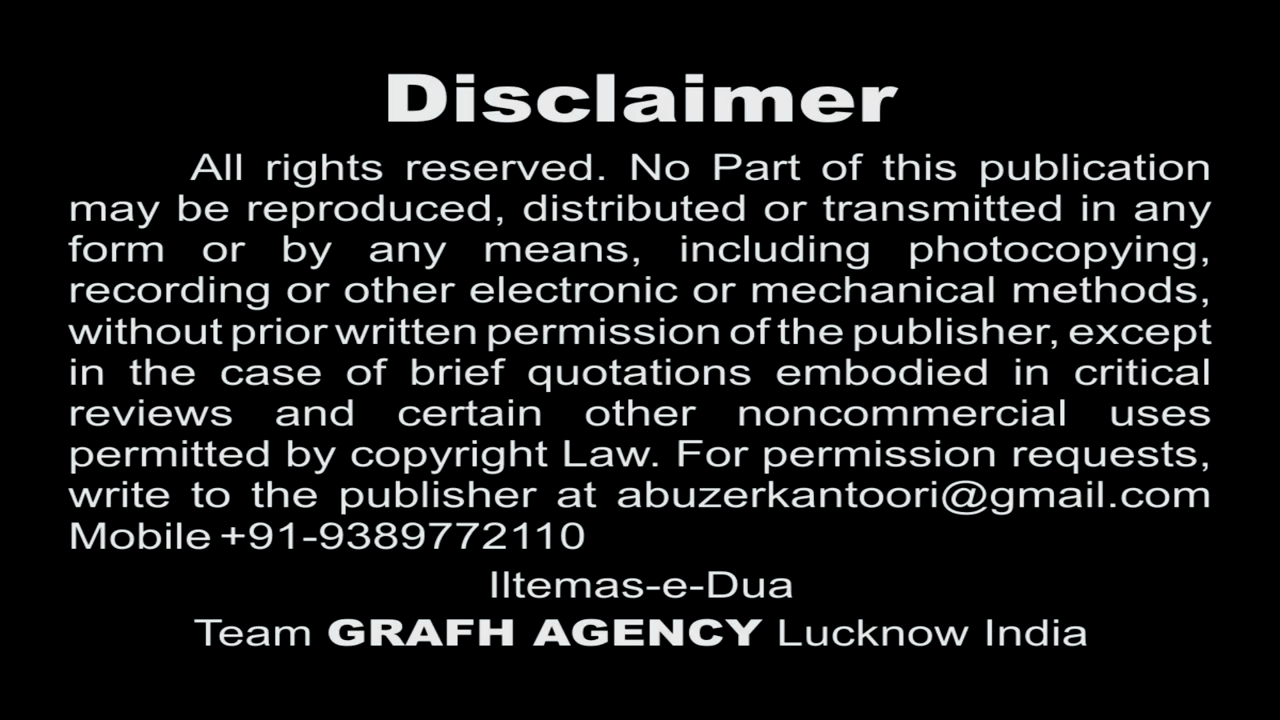 Disclaimer
All rights reserved. No Part of this publication
may be reproduced, distributed or transmitted in any
form or by any means, including photocopying,
recording or other electronic or mechanical methods,
without prior written permission of the publisher, except
in the case of brief quotations embodied in critical
reviews and certain other noncommercial uses
permitted by copyright Law. For permission requests,
write to the publisher at abuzerkantoori@gmail.com
Mobile +91-9389772110
IItemas-e-Dua
Team GRAFH AGENCY Lucknow India